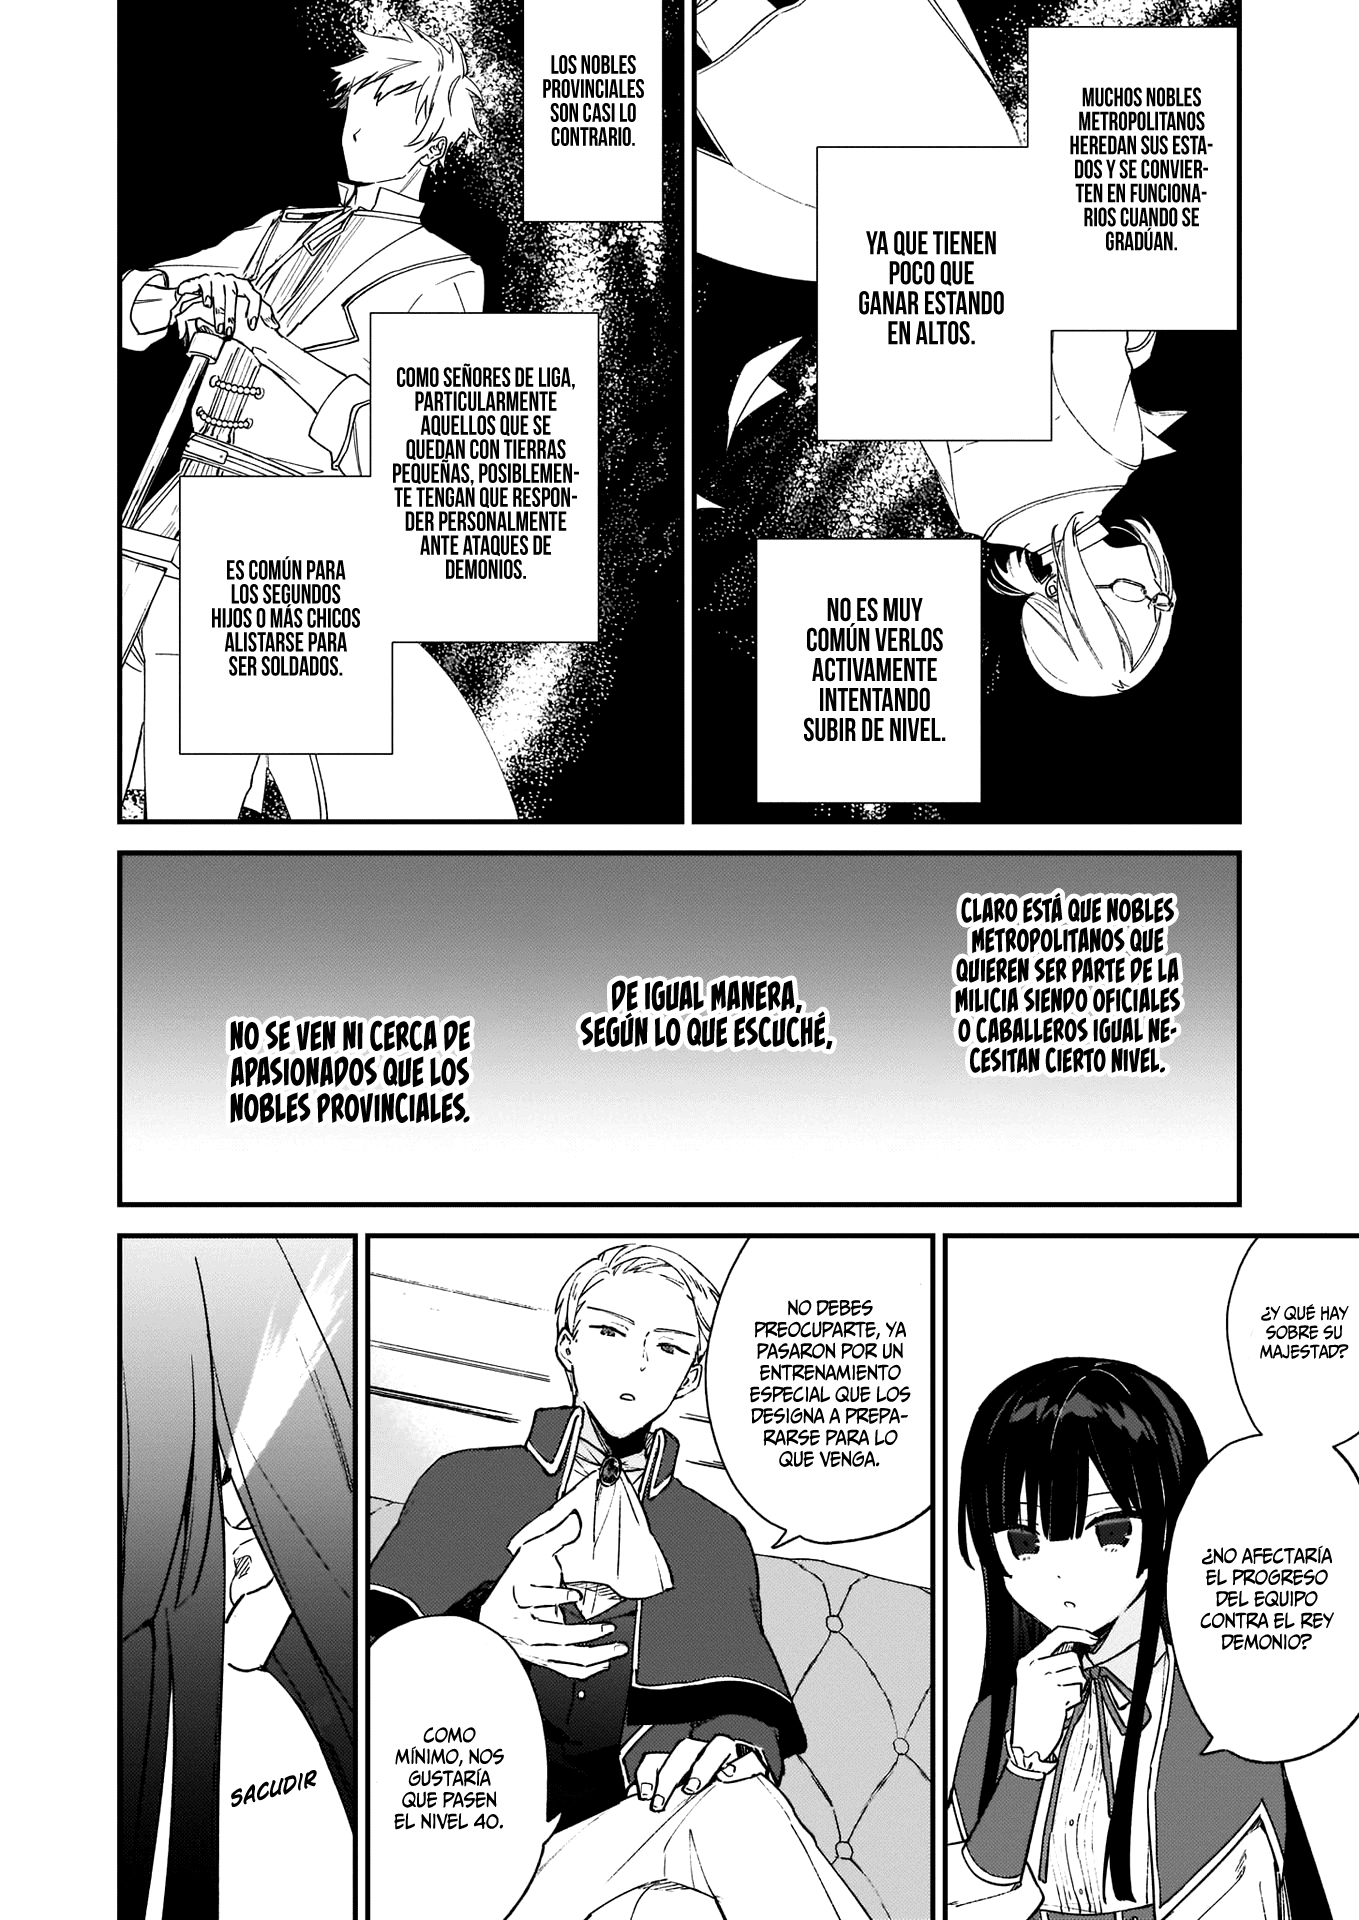 MUCHOS NOBLES
METROPOLITANOS
HEREDAN SUS ESTA-
DOS Y SE CONVIER-
TEN EN FUNCIONA-
RIOS CUANDO SE
GRADÚAN.
YA QUE TIENEN
POCO QUE
GANAR ESTANDO
EN ALTOS.
NO ES MUY
COMÚN VERLOS
ACTIVAMENTE
INTENTANDO
SUBIR DE NIVEL.
LOS NOBLES
PROVINCIALES
SON CASI LO
CONTRARIO.
COMO SEÑORES DE LIGA,
PARTICULARMENTE
AQUELLOS QUE SE
QUEDAN CON TIERRAS
PEQUEÑAS, POSIBLEMEN-
TE TENGAN QUE RESPON-
DER PERSONALMENTE
ANTE ATAQUES DE
DEMONIOS.
ES COMÚN PARA
LOS SEGUNDOS
HIJOS O MÁS CHICOS
ALISTARSE PARA
SER SOLDADOS.
CLARO ESTÁ QUE NOBLES
METROPOLITANOS QUE
QUIEREN SER PARTE DE LA
MILICIA SIENDO OFICIALES
O CABALLEROS IGUAL NE-
CESITAN CIERTO NIVEL.
DE IGUAL MANERA,
SEGÚN LO QUE ESCUCHÉ,
NO SE VEN NI CERCA DE
APASIONADOS QUE LOS
NOBLES PROVINCIALES.
¿Y QUÉ HAY
SOBRE SU
MAJESTAD?
¿NO AFECTARÍA
EL PROGRESO
DEL EQUIPO
CONTRA EL REY
DEMONIO?
NO DEBES
PREOCUPARTE, YA
PASARON POR UN
ENTRENAMIENTO
ESPECIAL QUE LOS
DESIGNA A PREPA-
RARSE PARA LO
QUE VENGA.
COMO
MÍNIMO, NOS
GUSTARÍA
QUE PASEN
EL NIVEL 40.
SACUDIR